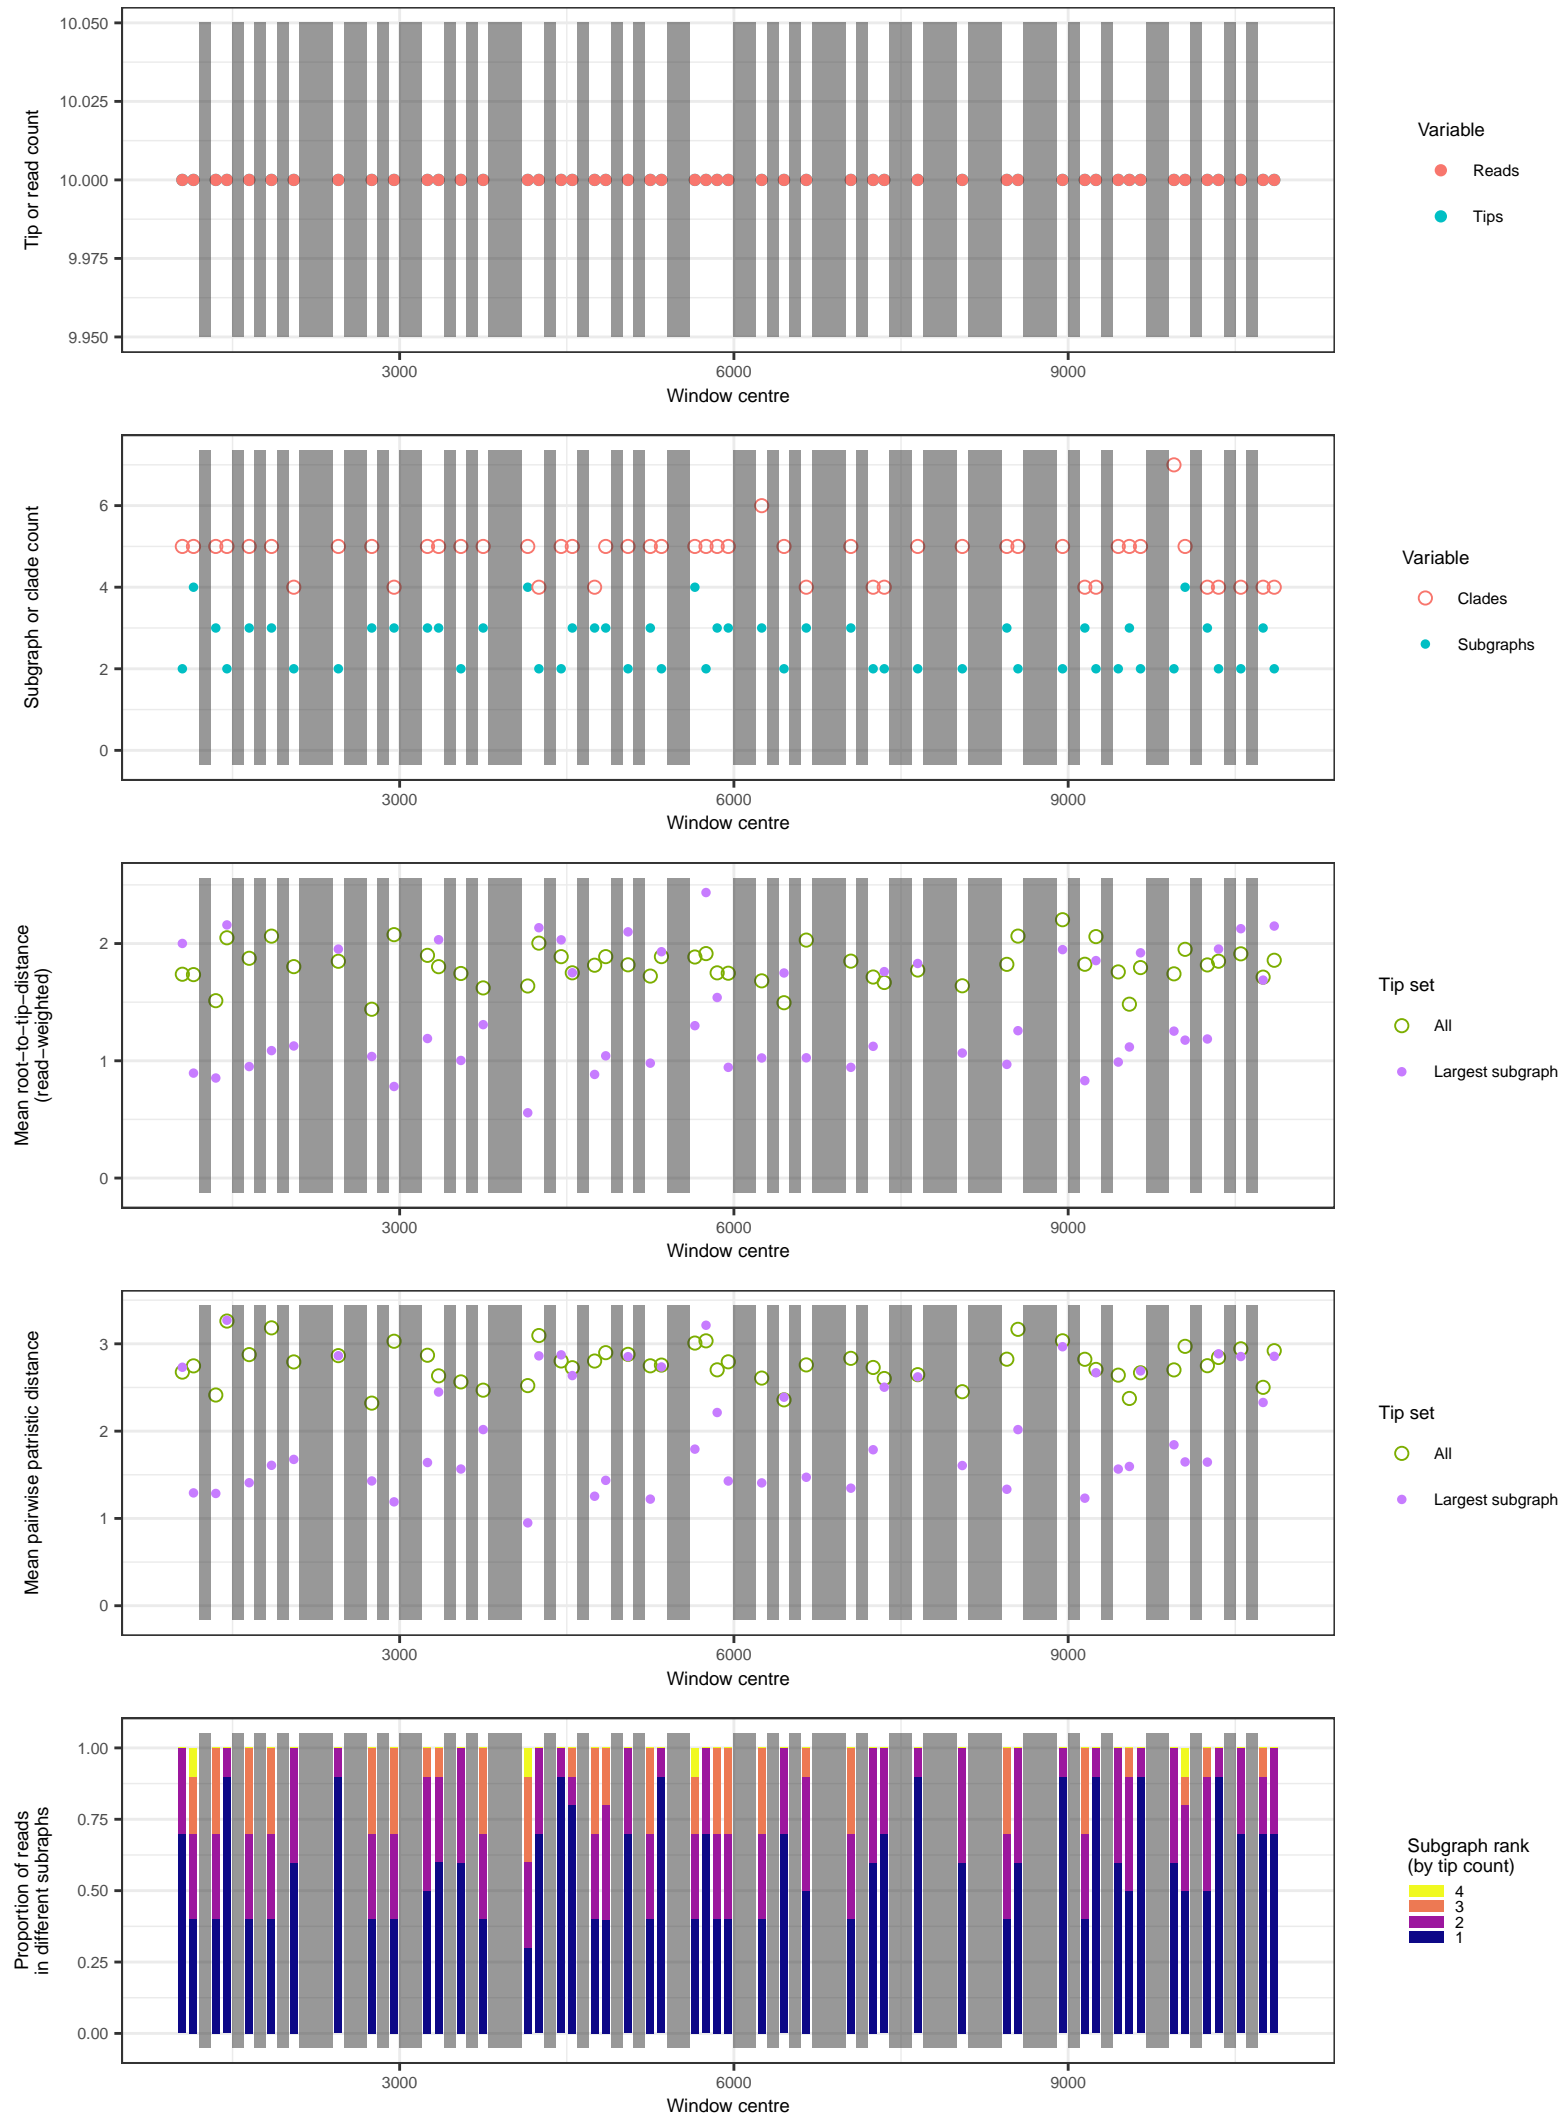 10.050
10.025
10.000
9.975
9.950
Tip or read count
3000
6000
9000
Window centre
Variable
Reads
Tips
6
4
2
0
Subgraph or clade count
3000
6000
9000
Window centre
Variable
Clades
Subgraphs
2
1
0
Mean root−to−tip−distance
(read−weighted)
3000
6000
9000
Window centre
Tip set
All
Largest subgraph
3
2
1
0
Mean pairwise patristic distance
3000
6000
9000
Window centre
Tip set
All
Largest subgraph
1.00
0.75
0.50
0.25
0.00
Proportion of reads
in different subraphs
3000
6000
9000
Window centre
Subgraph rank
(by tip count)
4
3
2
1